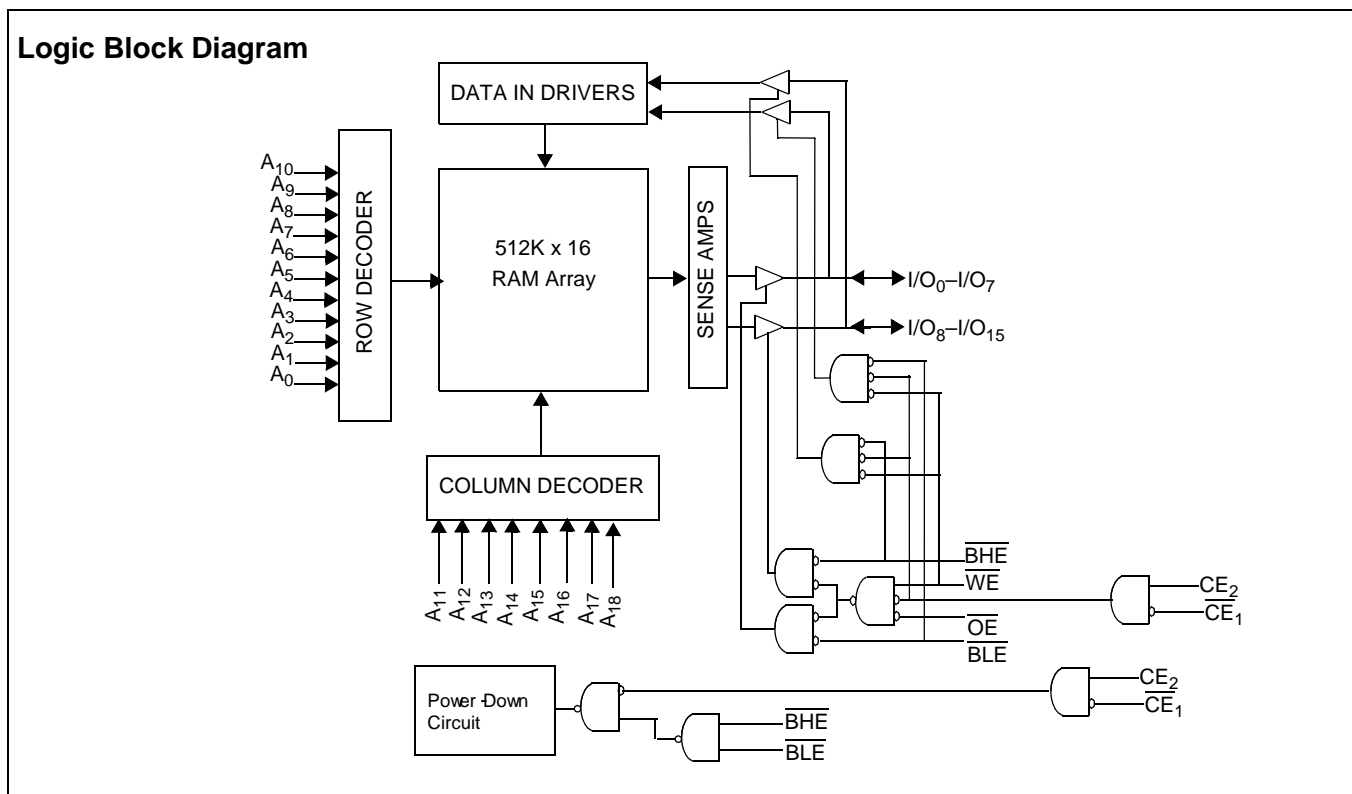 Logic Block Diagram
DATA IN DRIVERS
A10
A9
A8
A7
A6
A5
A4
A3
A2
A1
A0
ROW DECODER
512K x 16
RAM Array
SENSE AMPS
I/O0–I/O7
I/O8–I/O15
COLUMN DECODER
A11
A12
A13
A14
A15
A16
A17
A18
BHE
WE
OE
BLE
CE2
CE1
Power-Down
Circuit
BHE
BLE
CE2
CE1